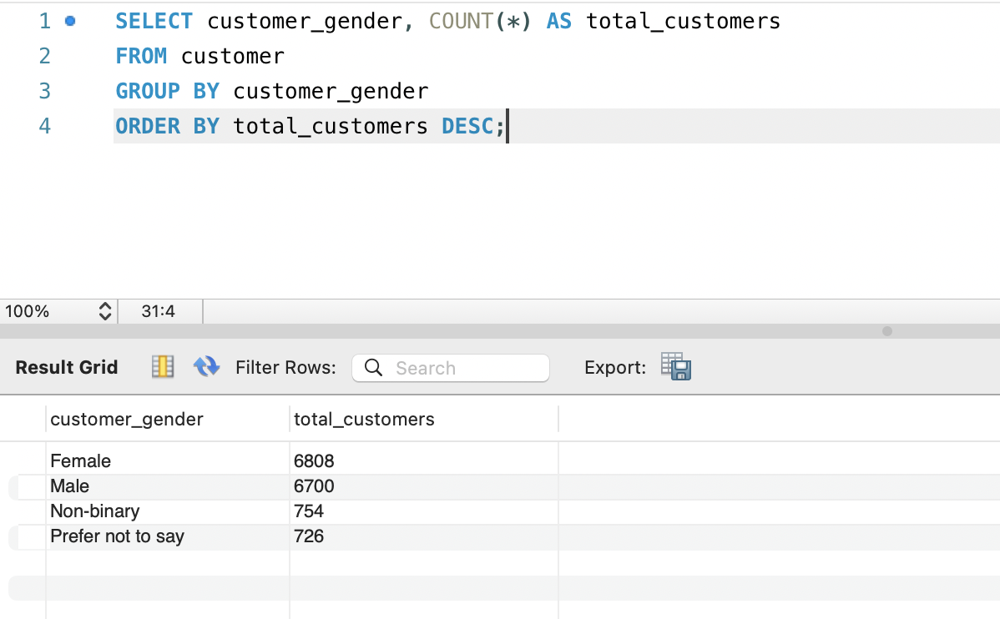 1 SELECT customer_gender, COUNT(*) AS total_customers
2 FROM customer
3 GROUP BY customer_gender
4 ORDER BY total_customers DESC;
100% 31:4
Result Grid Filter Rows: Search Export:
customer_gender total_customers
Female 6808
Male 6700
Non-binary 754
Prefer not to say 726